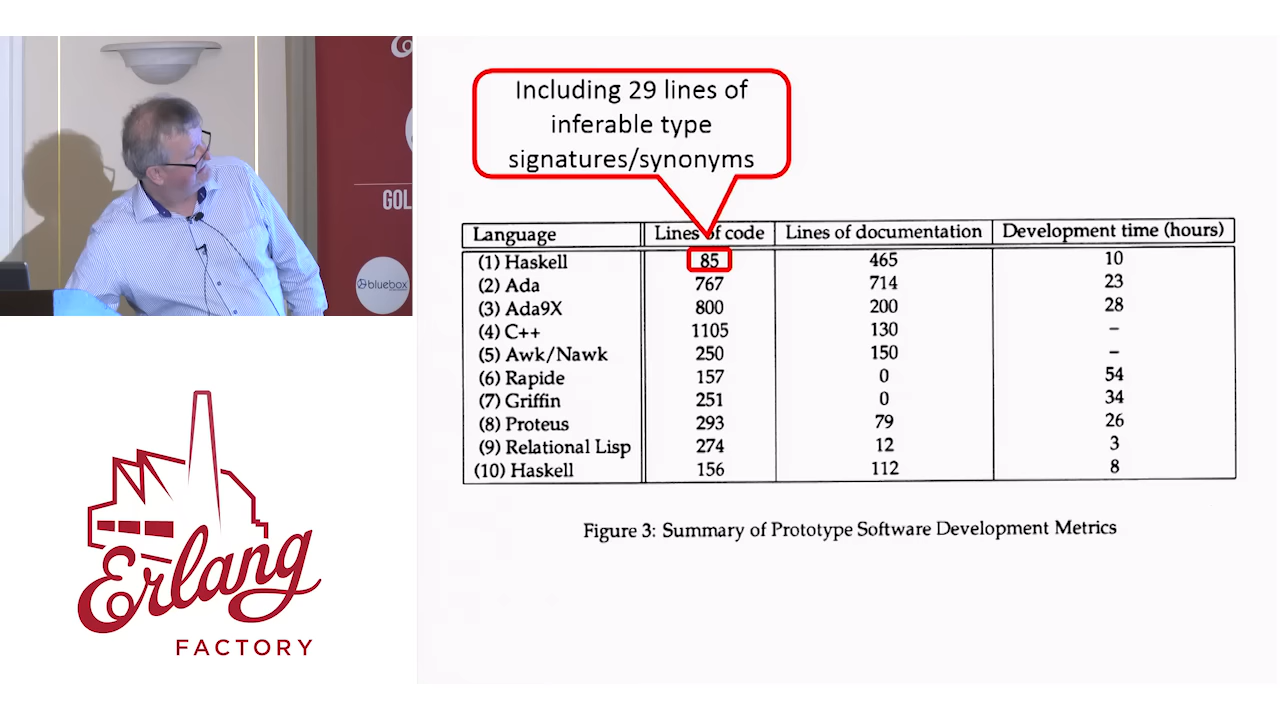 GOL
bluebox
Erlang
FACTORY
Including 29 lines of
inferable type
signatures/synonyms
Language Lines of code Lines of documentation Development time (hours)
(1) Haskell 85 465 10
(2) Ada 767 714 23
(3) Ada9X 800 200 28
(4) C++ 1105 130 –
(5) Awk/Nawk 250 150 –
(6) Rapide 157 0 54
(7) Griffin 251 0 34
(8) Proteus 293 79 26
(9) Relational Lisp 274 12 3
(10) Haskell 156 112 8
Figure 3: Summary of Prototype Software Development Metrics